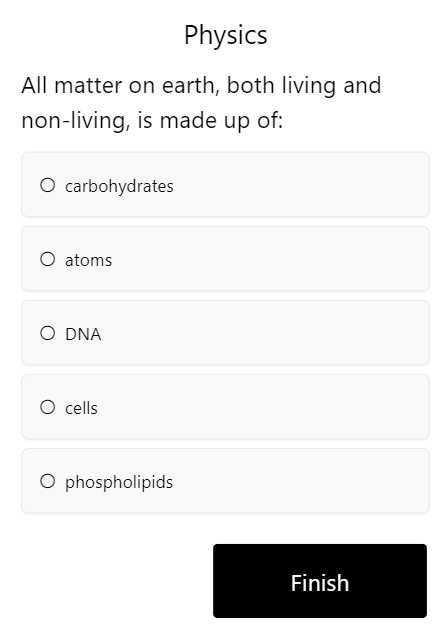 Physics
All matter on earth, both living and
non-living, is made up of:
carbohydrates
atoms
DNA
cells
phospholipids
Finish